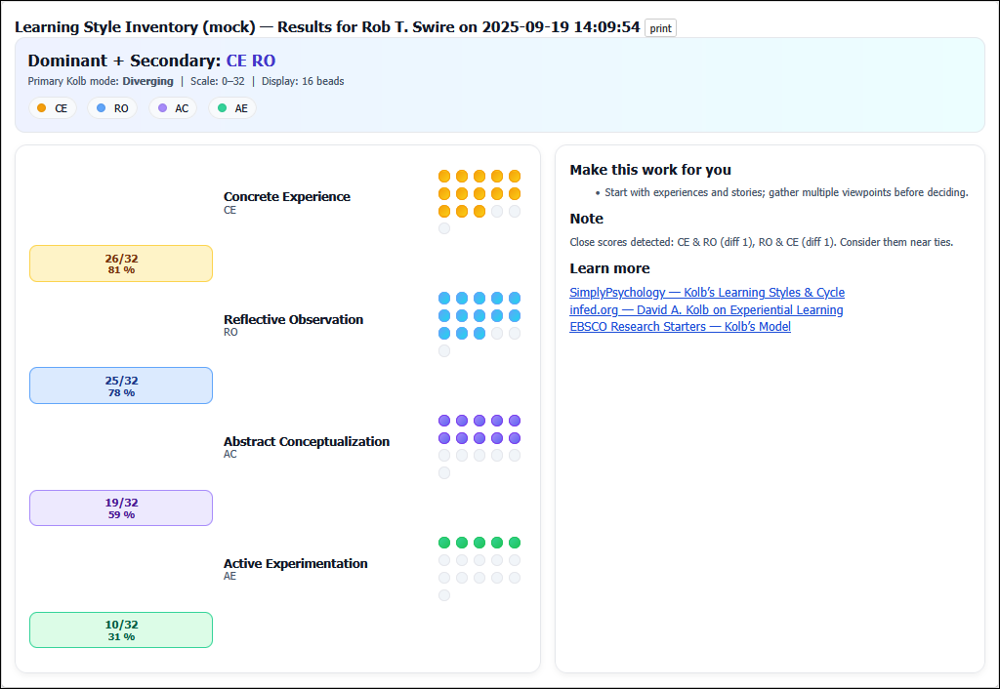 Learning Style Inventory (mock) — Results for Rob T. Swire on 2025-09-19 14:09:54 print
Dominant + Secondary: CE RO
Primary Kolb mode: Diverging | Scale: 0–32 | Display: 16 beads
CE RO AC AE
Concrete Experience
CE
26/32
81 %
Reflective Observation
RO
25/32
78 %
Abstract Conceptualization
AC
19/32
59 %
Active Experimentation
AE
10/32
31 %
Make this work for you
• Start with experiences and stories; gather multiple viewpoints before deciding.
Note
Close scores detected: CE & RO (diff 1), RO & CE (diff 1). Consider them near ties.
Learn more
SimplyPsychology — Kolb’s Learning Styles & Cycle
infed.org — David A. Kolb on Experiential Learning
EBSCO Research Starters — Kolb’s Model